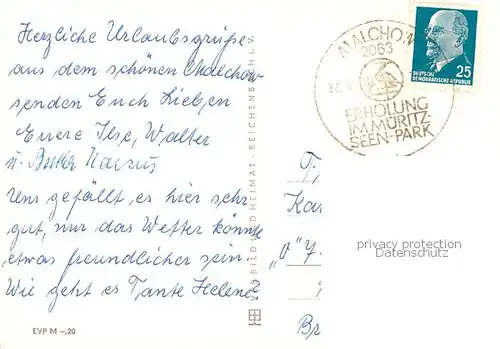 Herzliche Urlaubsgrüße
aus dem schönen Malchow
senden Euch Lieben
Euere Ilse, Walter
u.
Uns gefällt es hier sehr
gut, nur das Wetter könnte
etwas freundlicher sein.
Wie geht es Tante Helene?
EVP M -,20
BILD UND HEIMAT REICHENBACH I. V.
MALCHOW
2063
ERHOLUNG
IM MÜRITZ-
SEEN-PARK
DEUTSCHE
DEMOKRATISCHE REPUBLIK
25
privacy protection
Datenschutz